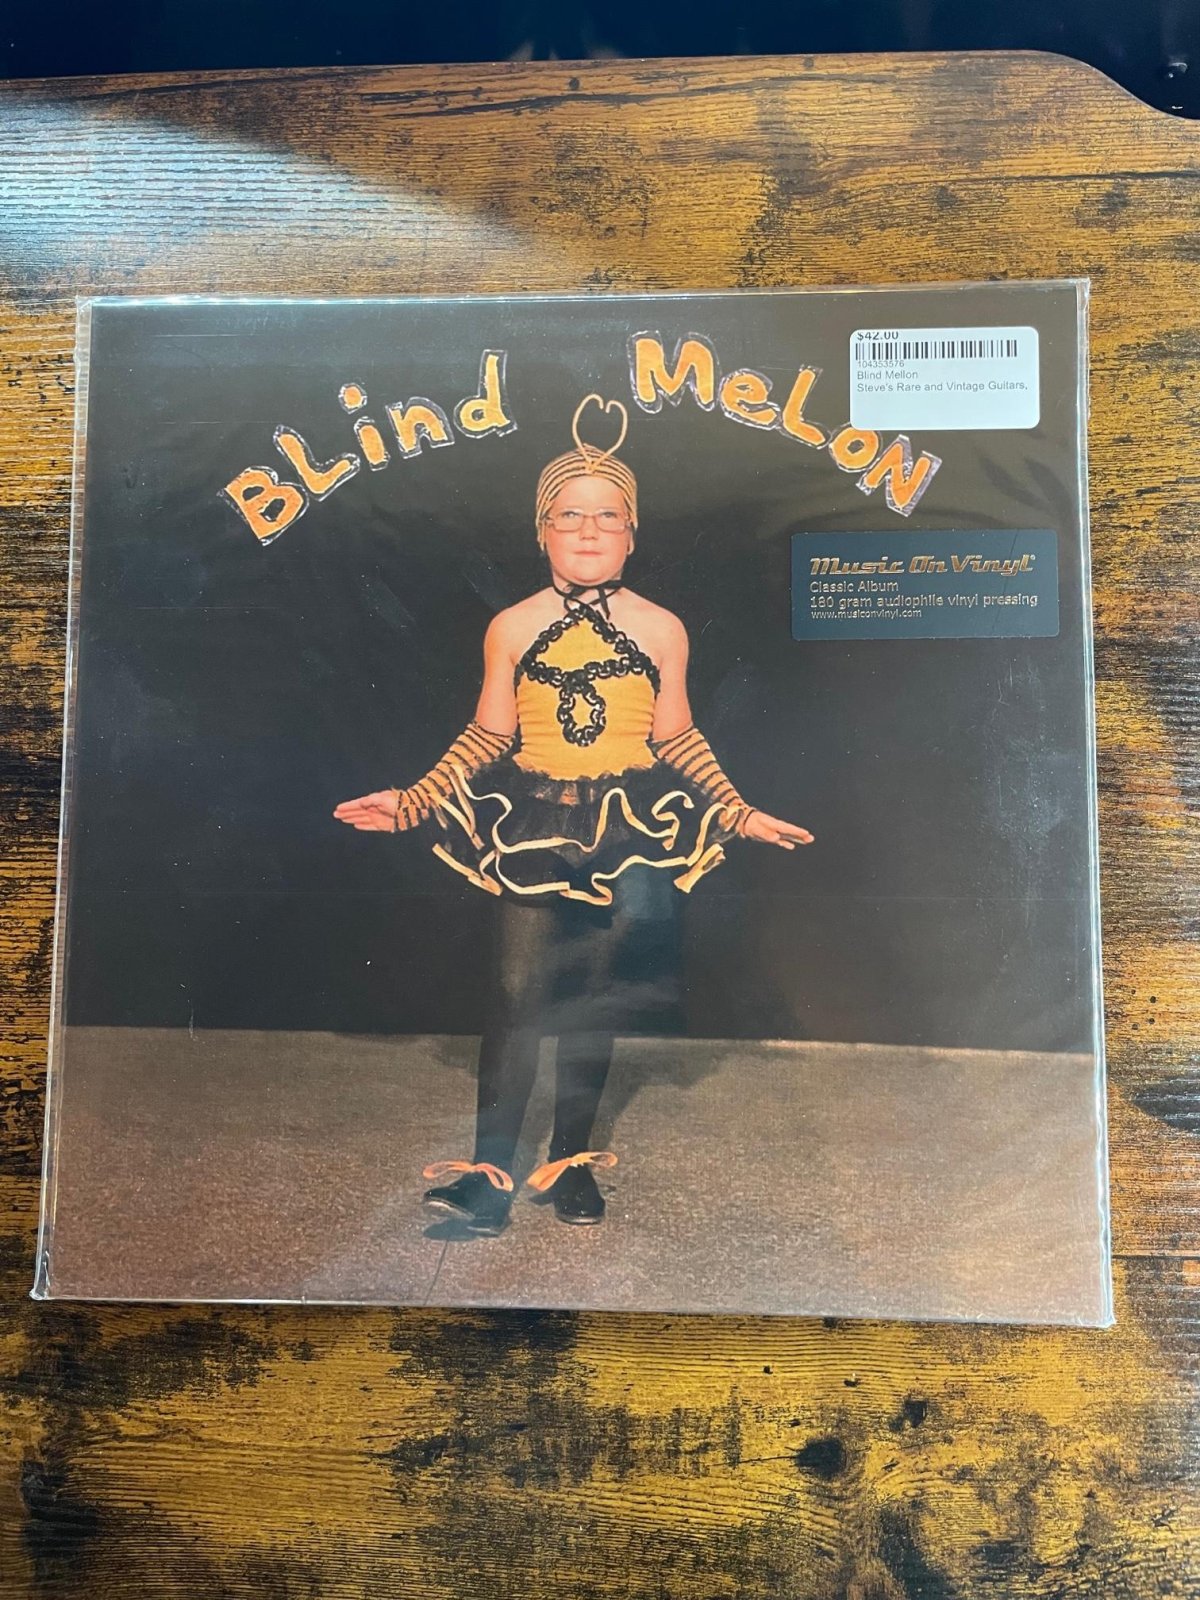 BLind MeLoN
$42.00
104353576
Blind Mellon
Steve's Rare and Vintage Guitars,
Music On Vinyl
Classic Album
180 gram audiophile vinyl pressing
www.musiconvinyl.com